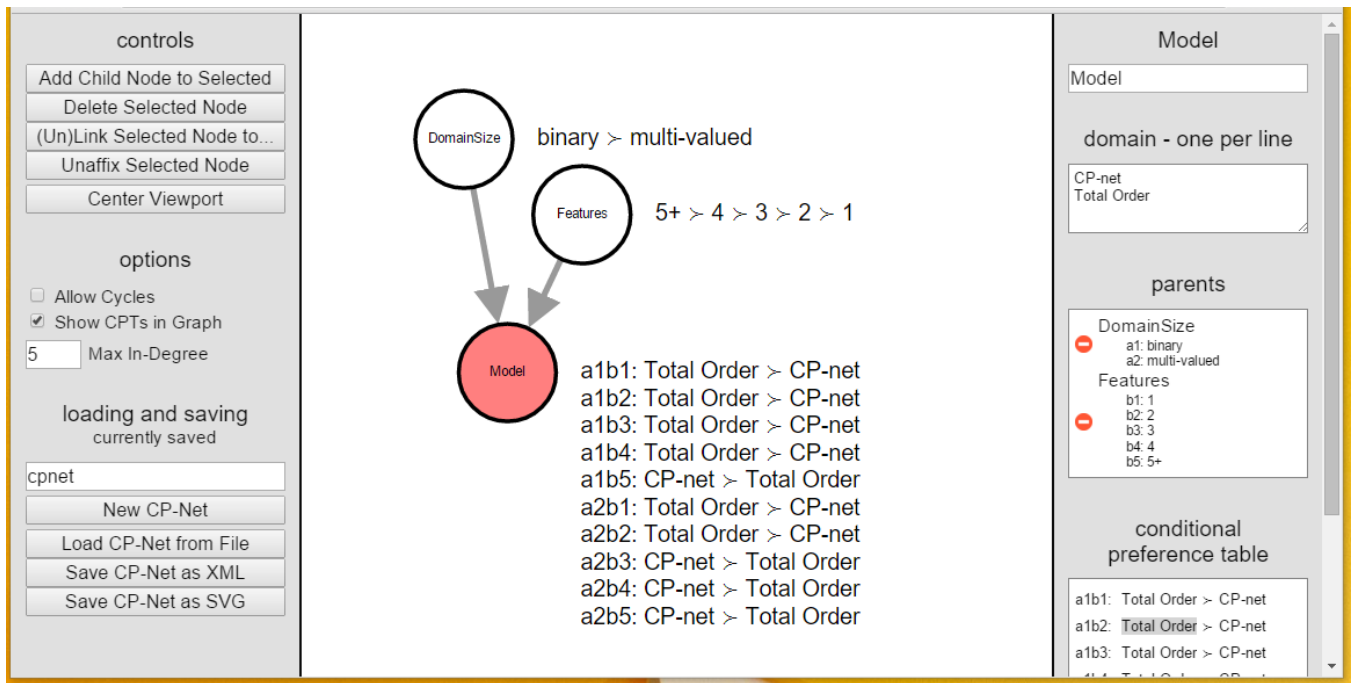 controls
Add Child Node to Selected
Delete Selected Node
(Un)Link Selected Node to...
Unaffix Selected Node
Center Viewport
options
Allow Cycles
Show CPTs in Graph
5 Max In-Degree
loading and saving
currently saved
cpnet
New CP-Net
Load CP-Net from File
Save CP-Net as XML
Save CP-Net as SVG
DomainSize
binary ≻ multi-valued
Features
5+ ≻ 4 ≻ 3 ≻ 2 ≻ 1
Model
a1b1: Total Order ≻ CP-net
a1b2: Total Order ≻ CP-net
a1b3: Total Order ≻ CP-net
a1b4: Total Order ≻ CP-net
a1b5: CP-net ≻ Total Order
a2b1: Total Order ≻ CP-net
a2b2: Total Order ≻ CP-net
a2b3: CP-net ≻ Total Order
a2b4: CP-net ≻ Total Order
a2b5: CP-net ≻ Total Order
Model
Model
domain - one per line
CP-net
Total Order
parents
DomainSize
a1: binary
a2: multi-valued
Features
b1: 1
b2: 2
b3: 3
b4: 4
b5: 5+
conditional
preference table
a1b1: Total Order ≻ CP-net
a1b2: Total Order ≻ CP-net
a1b3: Total Order ≻ CP-net